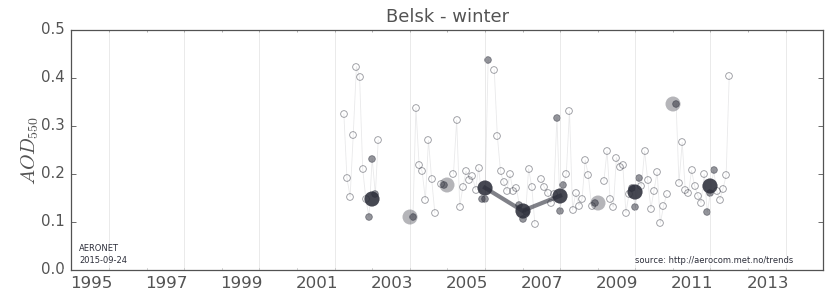 Belsk - winter
0.5
0.4
0.3
0.2
0.1
0.0
AOD550
AERONET
2015-09-24
source: http://aerocom.met.no/trends
1995 1997 1999 2001 2003 2005 2007 2009 2011 2013